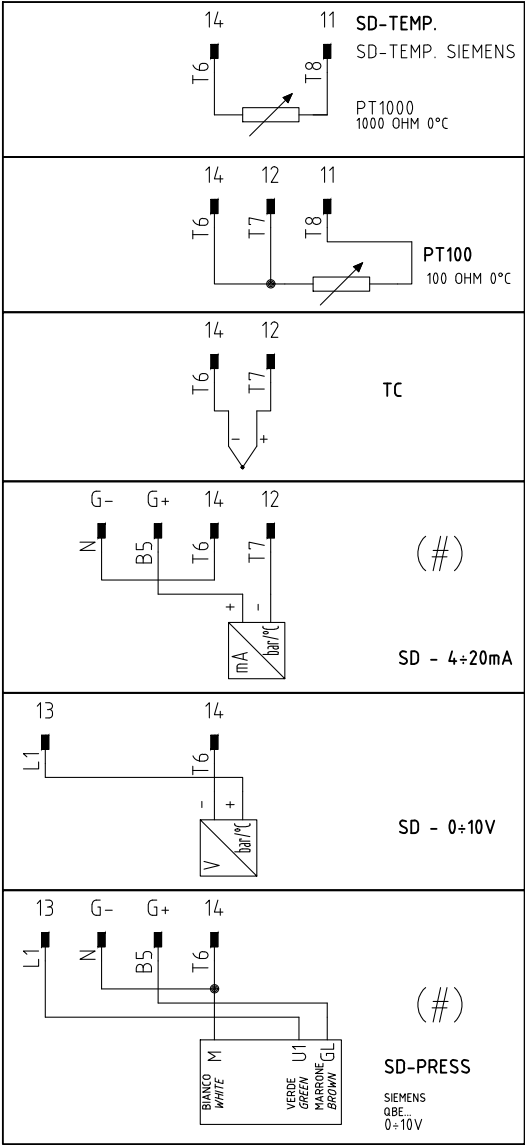 14 11 SD-TEMP.
T6 T8 SD-TEMP. SIEMENS
PT1000
1000 OHM 0°C
14 12 11
T6 T7 T8
PT100
100 OHM 0°C
14 12
T6 T7
TC
- +
G- G+ 14 12
N B5 T6 T7
(#)
+ -
mA bar/°C
SD - 4÷20mA
13 14
L1 T6
- +
V bar/°C
SD - 0÷10V
13 G- G+ 14
L1 N B5 T6
(#)
M U1 GL
BIANCO
WHITE
VERDE
GREEN
MARRONE
BROWN
SD-PRESS
SIEMENS
QBE...
0÷10V